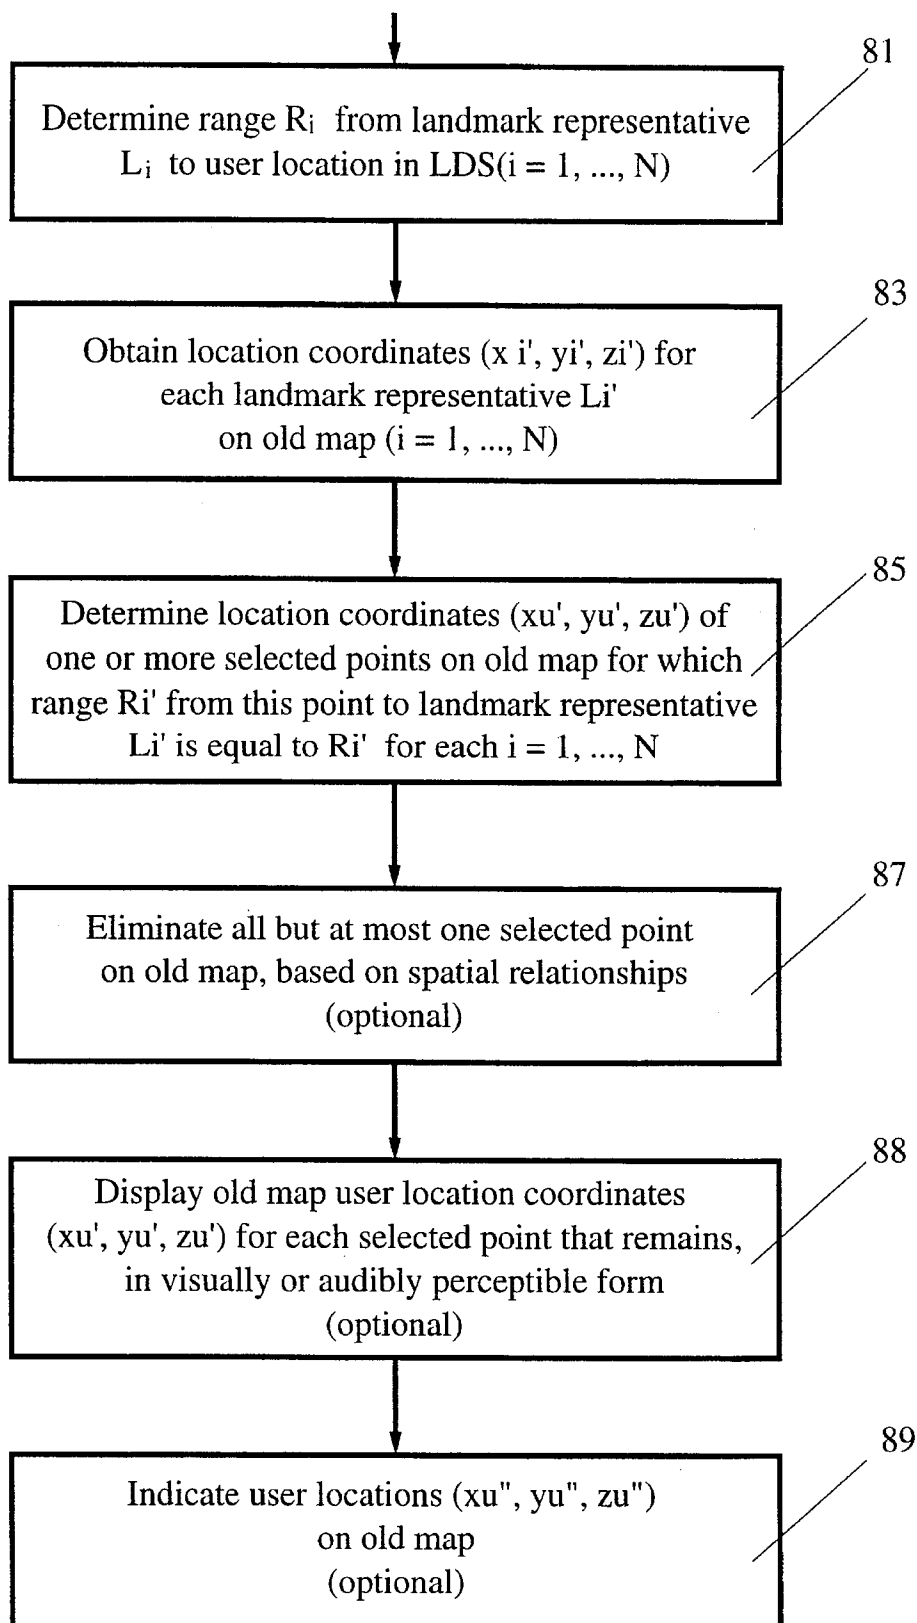 81
Determine range Ri from landmark representative
Li to user location in LDS(i = 1, ..., N)
83
Obtain location coordinates (x i', yi', zi') for
each landmark representative Li'
on old map (i = 1, ..., N)
85
Determine location coordinates (xu', yu', zu') of
one or more selected points on old map for which
range Ri' from this point to landmark representative
Li' is equal to Ri' for each i = 1, ..., N
87
Eliminate all but at most one selected point
on old map, based on spatial relationships
(optional)
88
Display old map user location coordinates
(xu', yu', zu') for each selected point that remains,
in visually or audibly perceptible form
(optional)
89
Indicate user locations (xu", yu", zu")
on old map
(optional)